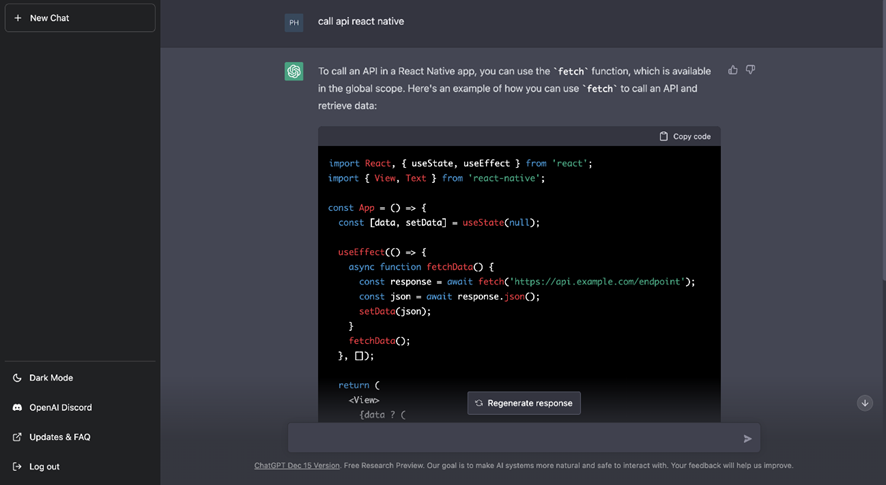 New Chat
PH
call api react native
To call an API in a React Native app, you can use the `fetch` function, which is available
in the global scope. Here's an example of how you can use `fetch` to call an API and
retrieve data:
Copy code
import React, { useState, useEffect } from 'react';
import { View, Text } from 'react-native';
const App = () => {
const [data, setData] = useState(null);
useEffect(() => {
async function fetchData() {
const response = await fetch('https://api.example.com/endpoint');
const json = await response.json();
setData(json);
}
fetchData();
}, []);
return (
<View>
{data ? (
Regenerate response
Dark Mode
OpenAI Discord
Updates & FAQ
Log out
ChatGPT Dec 15 Version. Free Research Preview. Our goal is to make AI systems more natural and safe to interact with. Your feedback will help us improve.